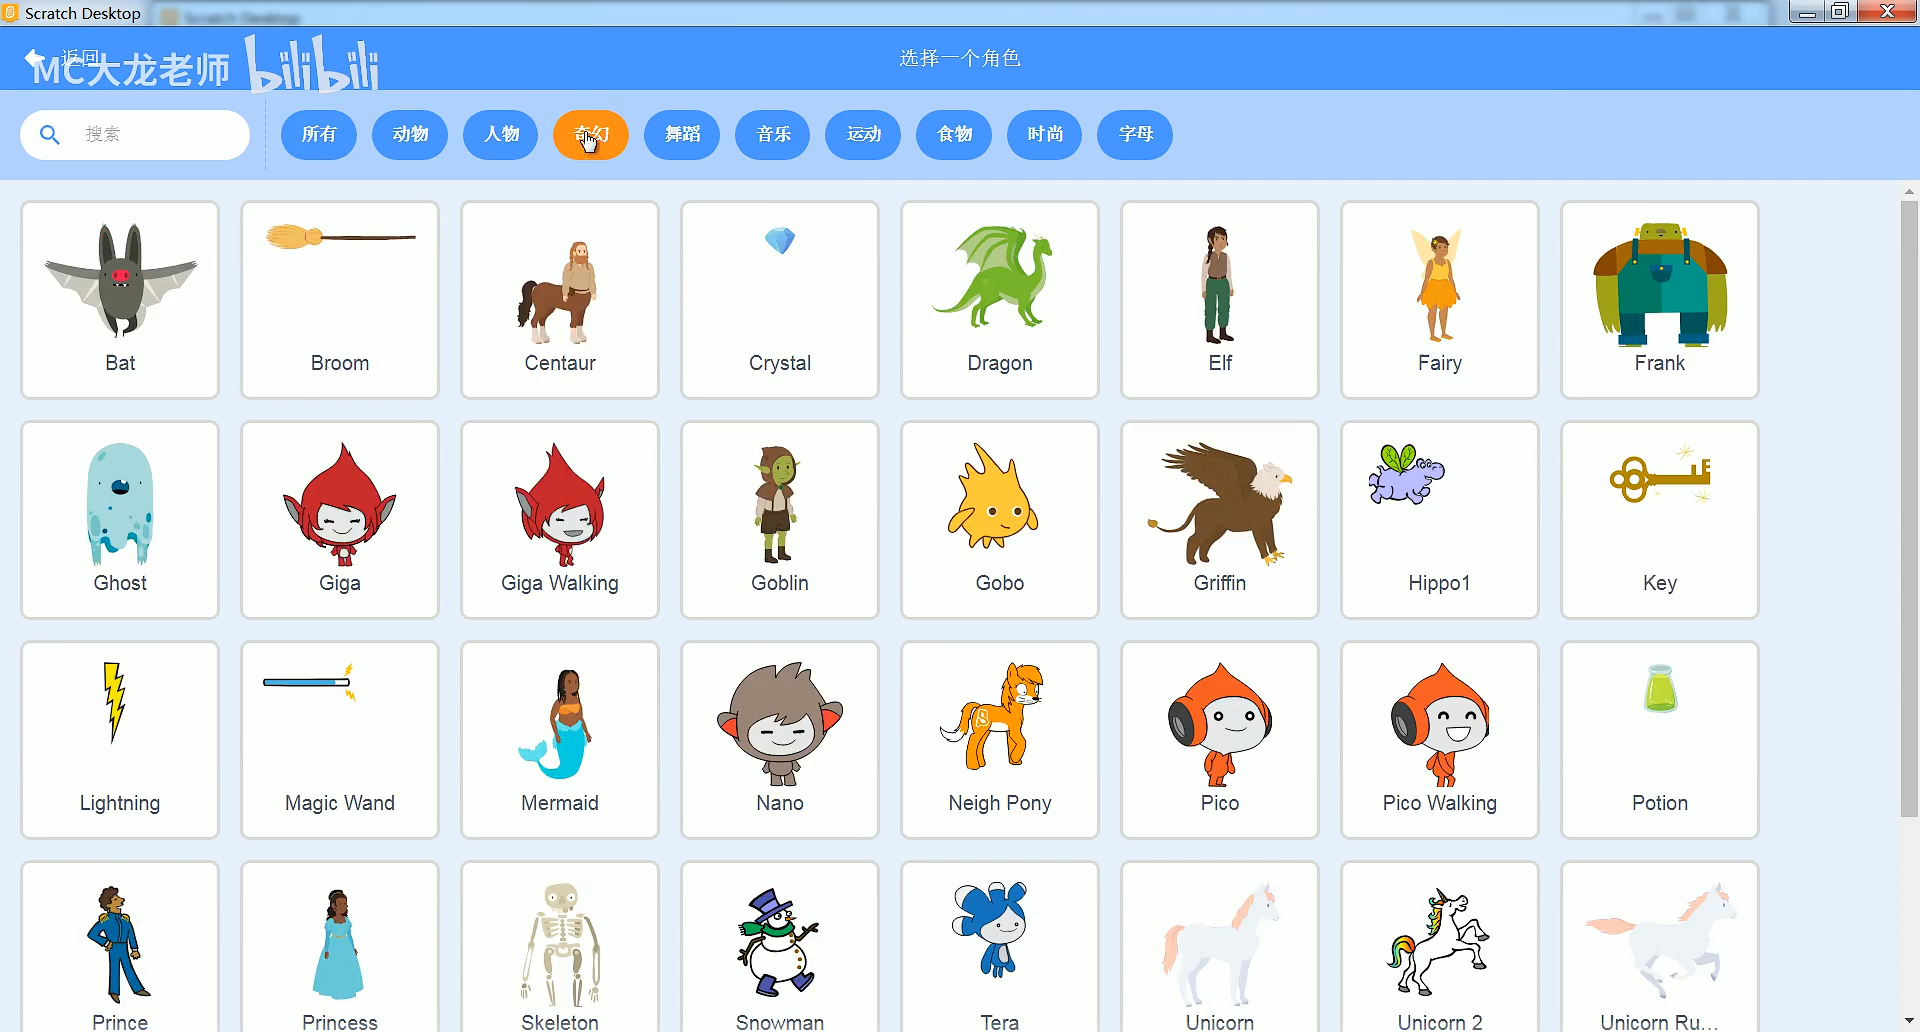 Scratch Desktop
Scratch Desktop
返回
MC大龙老师 bilibili
选择一个角色
搜索
所有 动物 人物 奇幻 舞蹈 音乐 运动 食物 时尚 字母
Bat Broom Centaur Crystal Dragon Elf Fairy Frank
Ghost Giga Giga Walking Goblin Gobo Griffin Hippo1 Key
Lightning Magic Wand Mermaid Nano Neigh Pony Pico Pico Walking Potion
Prince Princess Skeleton Snowman Tera Unicorn Unicorn 2 Unicorn Ru...